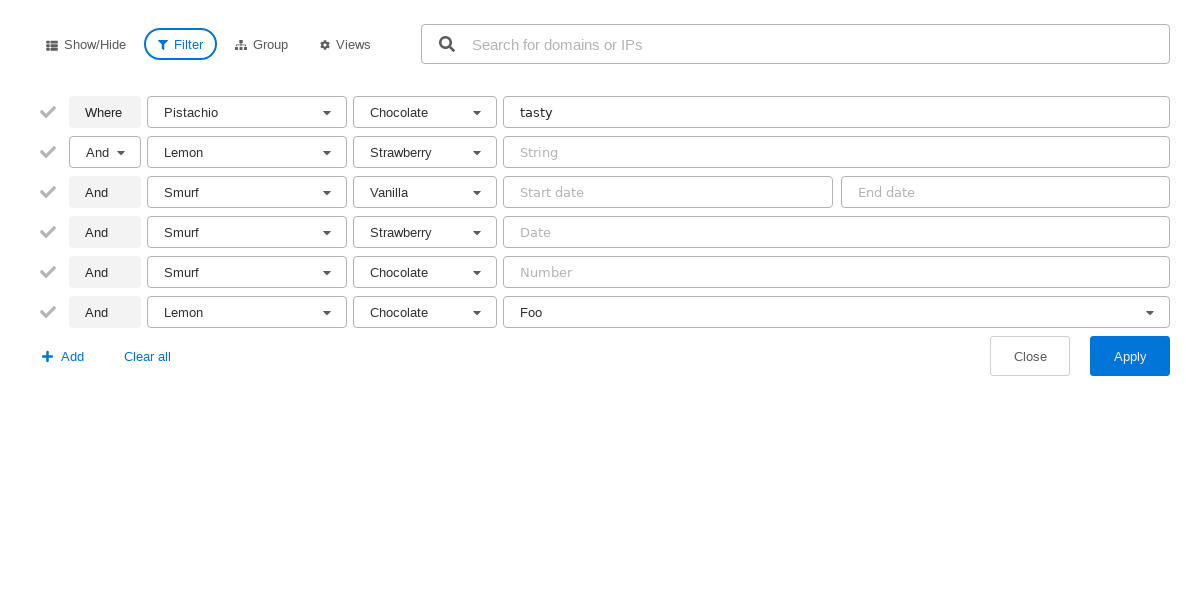 Show/Hide Filter Group Views Search for domains or IPs
Where Pistachio Chocolate tasty
And Lemon Strawberry String
And Smurf Vanilla Start date End date
And Smurf Strawberry Date
And Smurf Chocolate Number
And Lemon Chocolate Foo
Add Clear all Close Apply